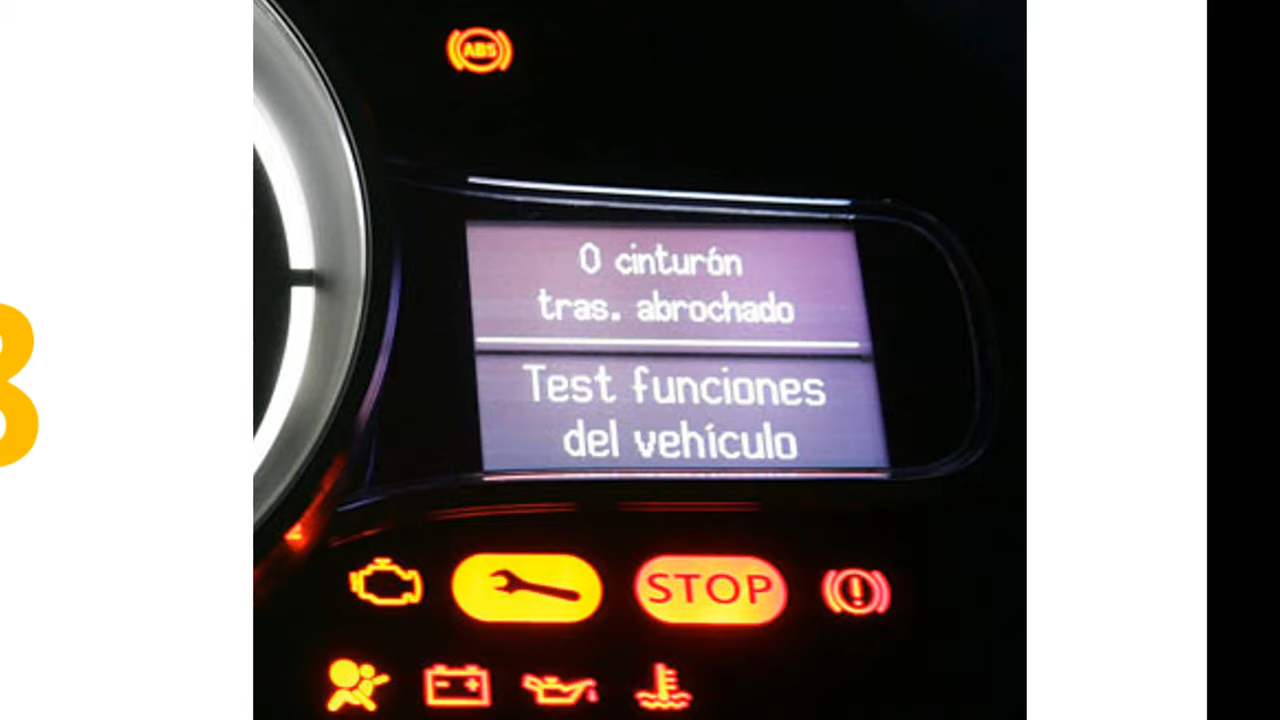 ABS
0 cinturón
tras. abrochado
Test funciones
del vehículo
STOP